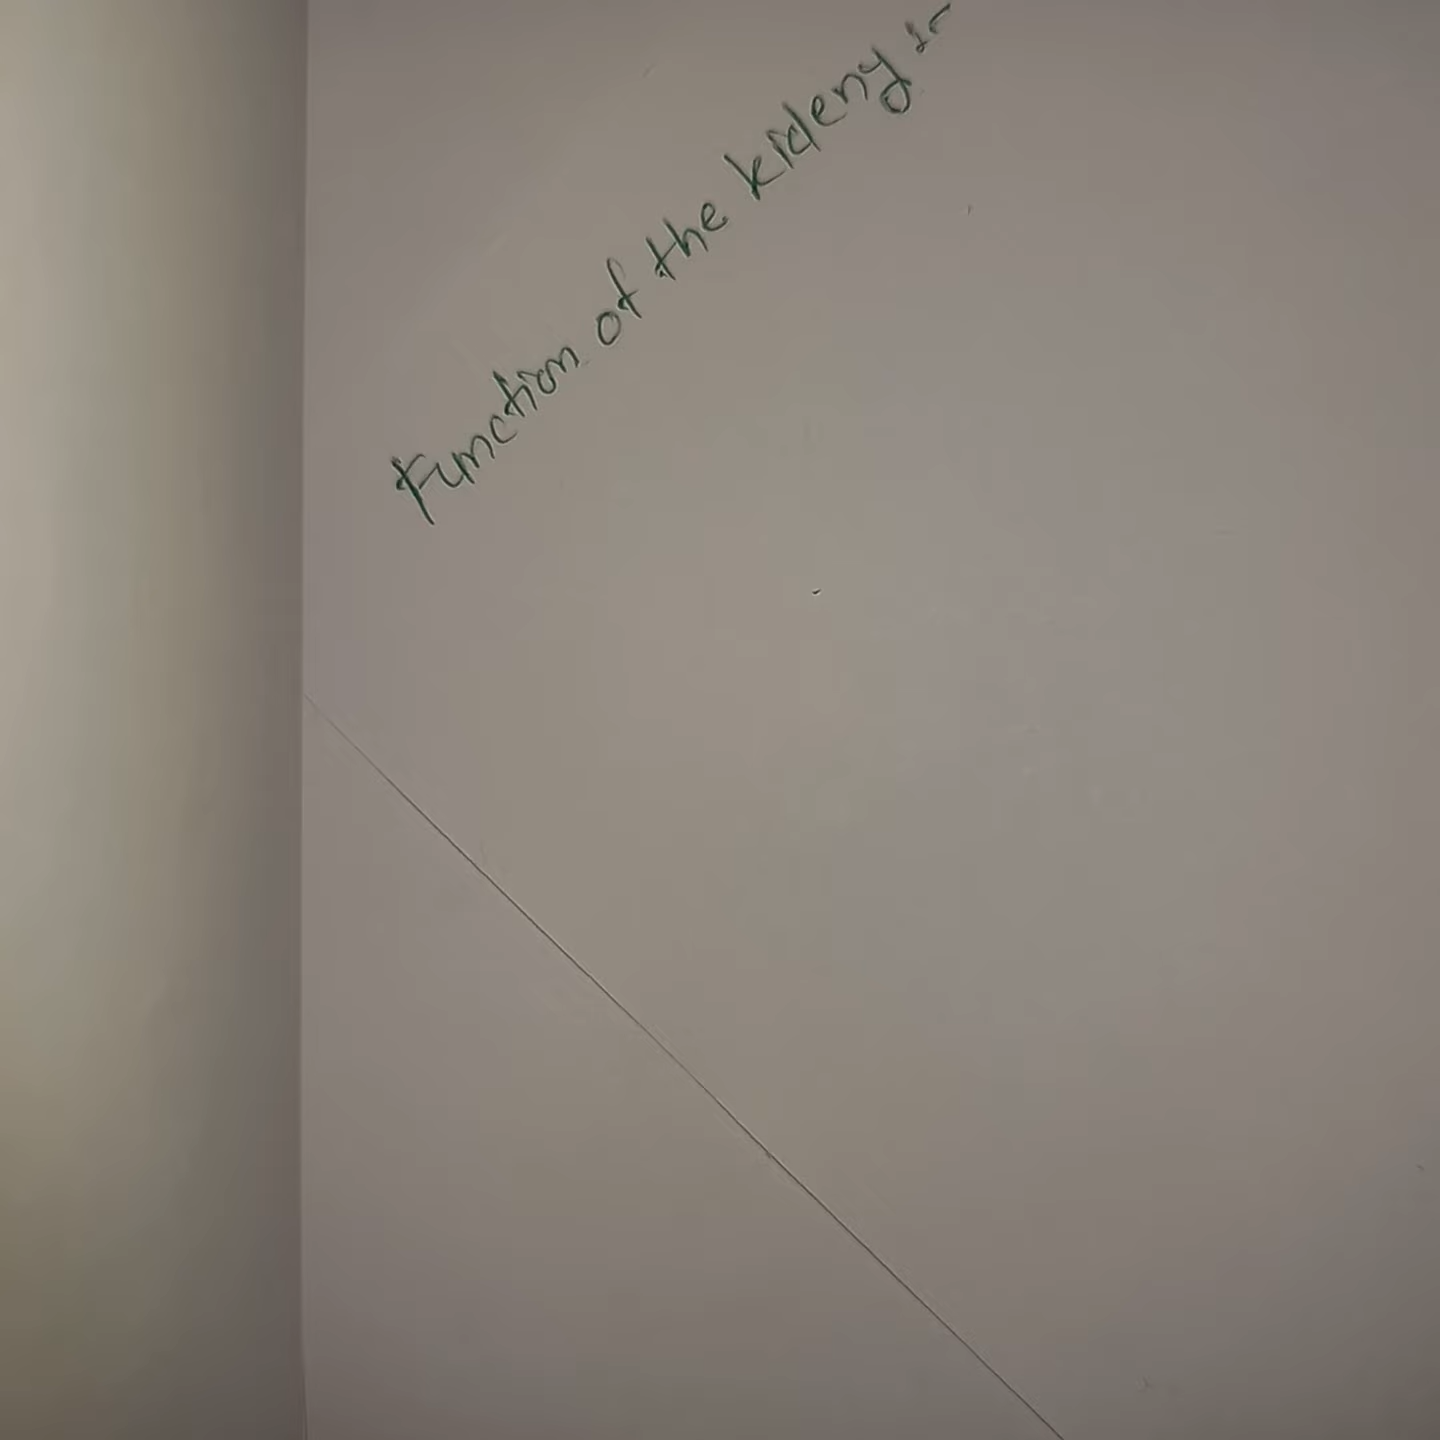 Function of the kideny :-